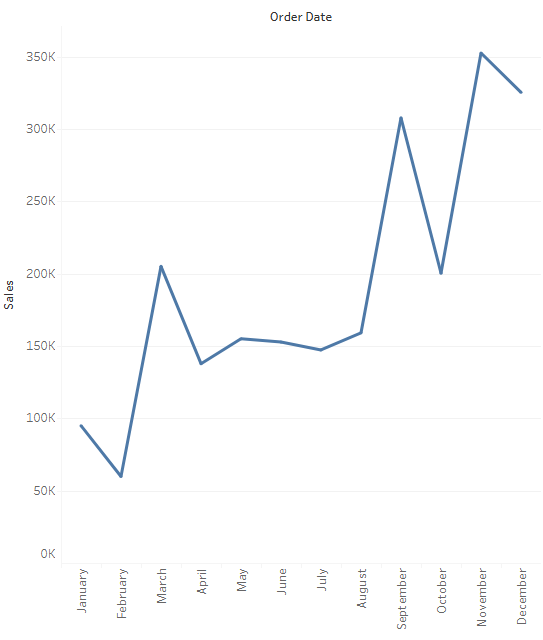 Order Date
350K
300K
250K
200K
150K
100K
50K
0K
Sales
January
February
March
April
May
June
July
August
September
October
November
December